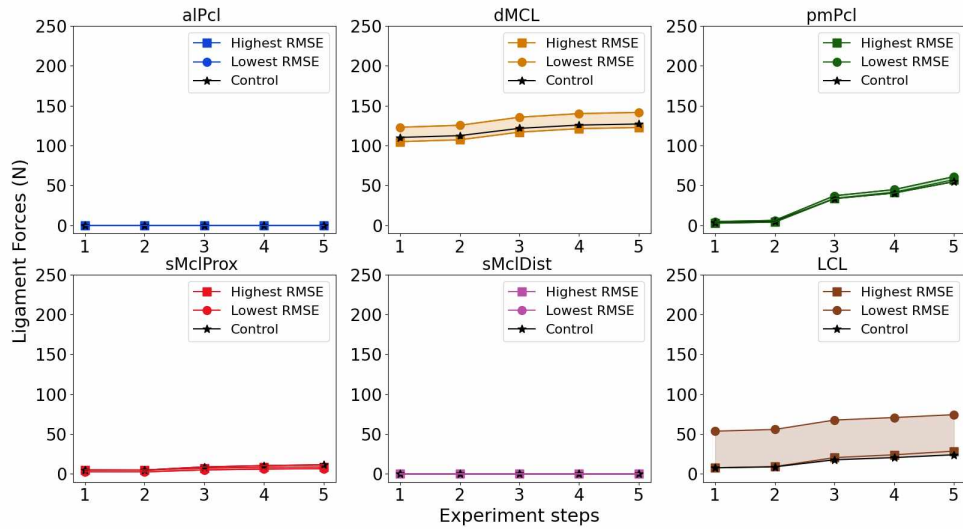 alPcl
dMCL
pmPcl
250
200
150
100
50
0
Highest RMSE
Lowest RMSE
Control
1 2 3 4 5
250
200
150
100
50
0
Highest RMSE
Lowest RMSE
Control
1 2 3 4 5
250
200
150
100
50
0
Highest RMSE
Lowest RMSE
Control
1 2 3 4 5
Ligament Forces (N)
sMclProx
sMclDist
LCL
250
200
150
100
50
0
Highest RMSE
Lowest RMSE
Control
1 2 3 4 5
250
200
150
100
50
0
Highest RMSE
Lowest RMSE
Control
1 2 3 4 5
250
200
150
100
50
0
Highest RMSE
Lowest RMSE
Control
1 2 3 4 5
Experiment steps